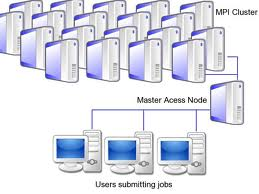 MPI Cluster
Master Acess Node
Users submitting jobs